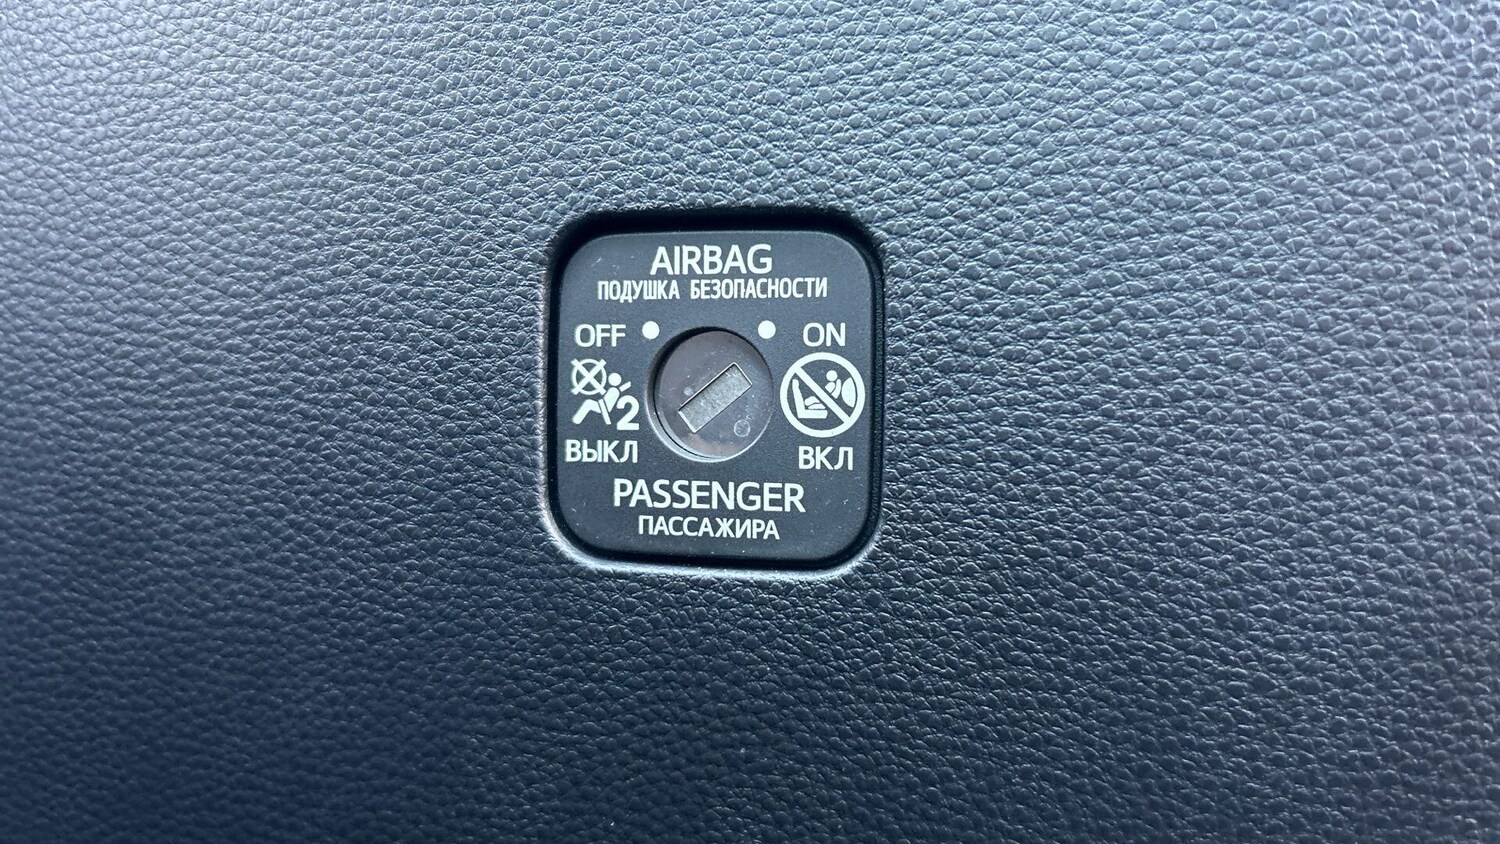 AIRBAG
ПОДУШКА БЕЗОПАСНОСТИ
OFF ON
2
ВЫКЛ ВКЛ
PASSENGER
ПАССАЖИРА